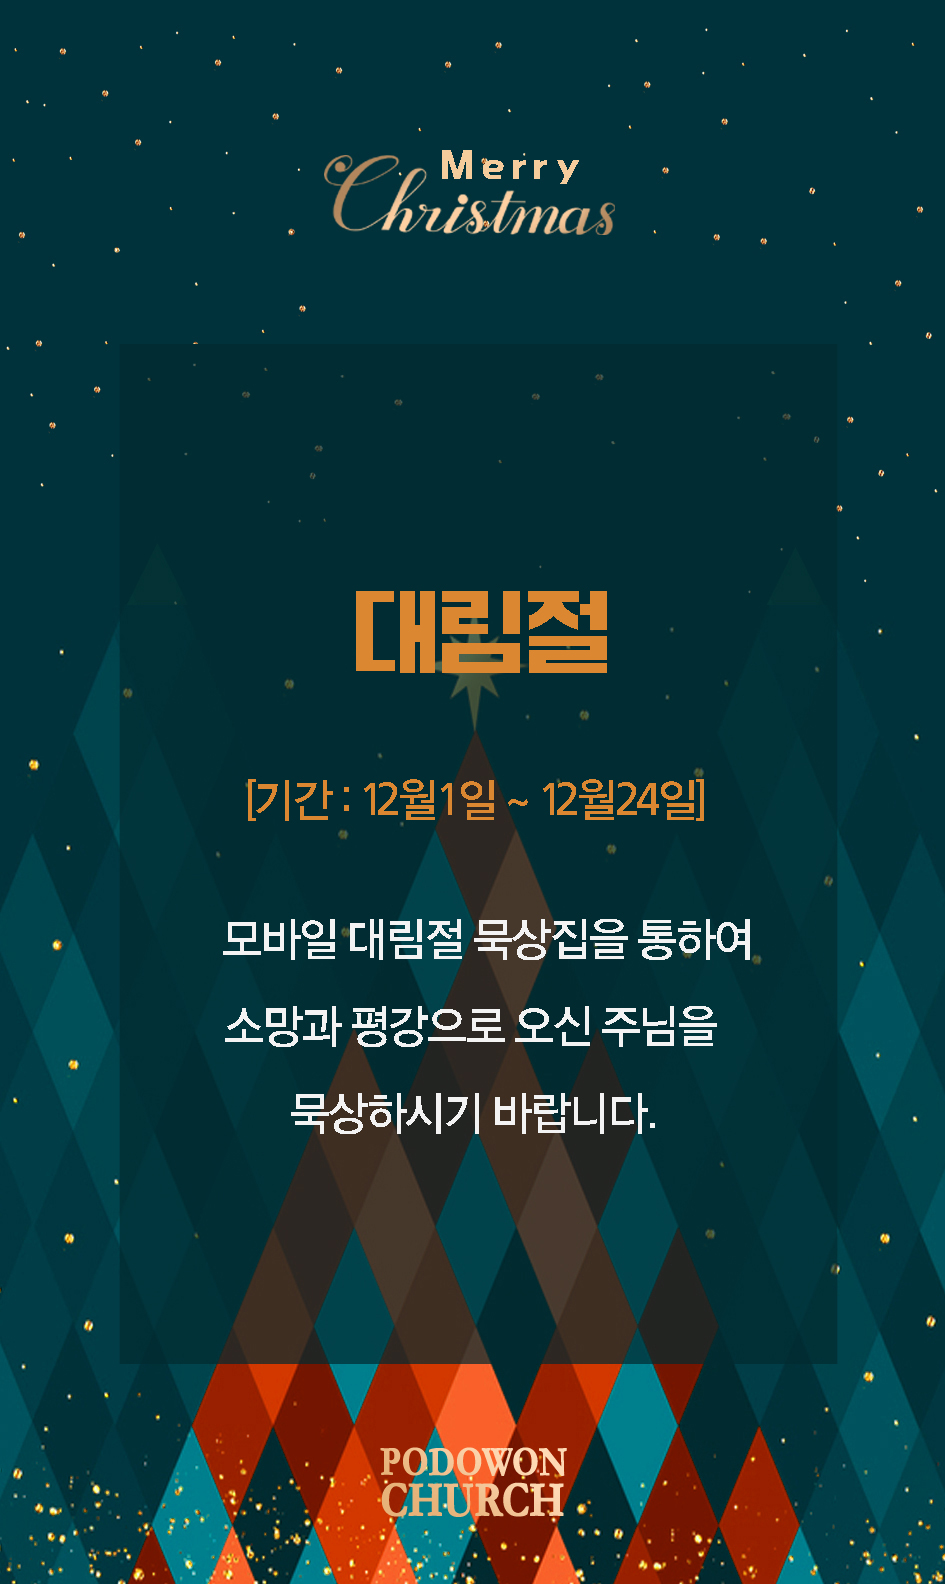 Merry
Christmas
대림절
[기간 : 12월1일 ~ 12월24일]
모바일 대림절 묵상집을 통하여
소망과 평강으로 오신 주님을
묵상하시기 바랍니다.
PODOWON
CHURCH